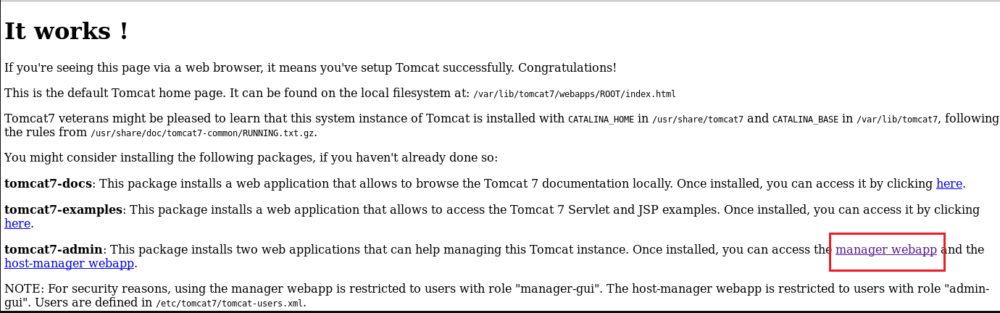 It works !
If you're seeing this page via a web browser, it means you've setup Tomcat successfully. Congratulations!
This is the default Tomcat home page. It can be found on the local filesystem at: /var/lib/tomcat7/webapps/ROOT/index.html
Tomcat7 veterans might be pleased to learn that this system instance of Tomcat is installed with CATALINA_HOME in /usr/share/tomcat7 and CATALINA_BASE in /var/lib/tomcat7, following
the rules from /usr/share/doc/tomcat7-common/RUNNING.txt.gz.
You might consider installing the following packages, if you haven't already done so:
tomcat7-docs: This package installs a web application that allows to browse the Tomcat 7 documentation locally. Once installed, you can access it by clicking here.
tomcat7-examples: This package installs a web application that allows to access the Tomcat 7 Servlet and JSP examples. Once installed, you can access it by clicking
here.
tomcat7-admin: This package installs two web applications that can help managing this Tomcat instance. Once installed, you can access the manager webapp and the
host-manager webapp.
NOTE: For security reasons, using the manager webapp is restricted to users with role "manager-gui". The host-manager webapp is restricted to users with role "admin-
gui". Users are defined in /etc/tomcat7/tomcat-users.xml.